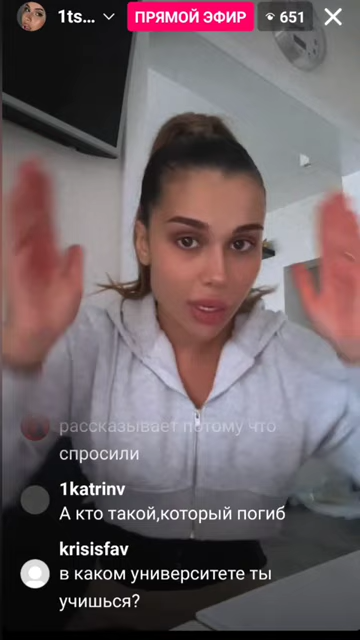 1ts...
ПРЯМОЙ ЭФИР
651
рассказывает потому что
спросили
1katrinv
А кто такой,который погиб
krisisfav
в каком университете ты
учишься?